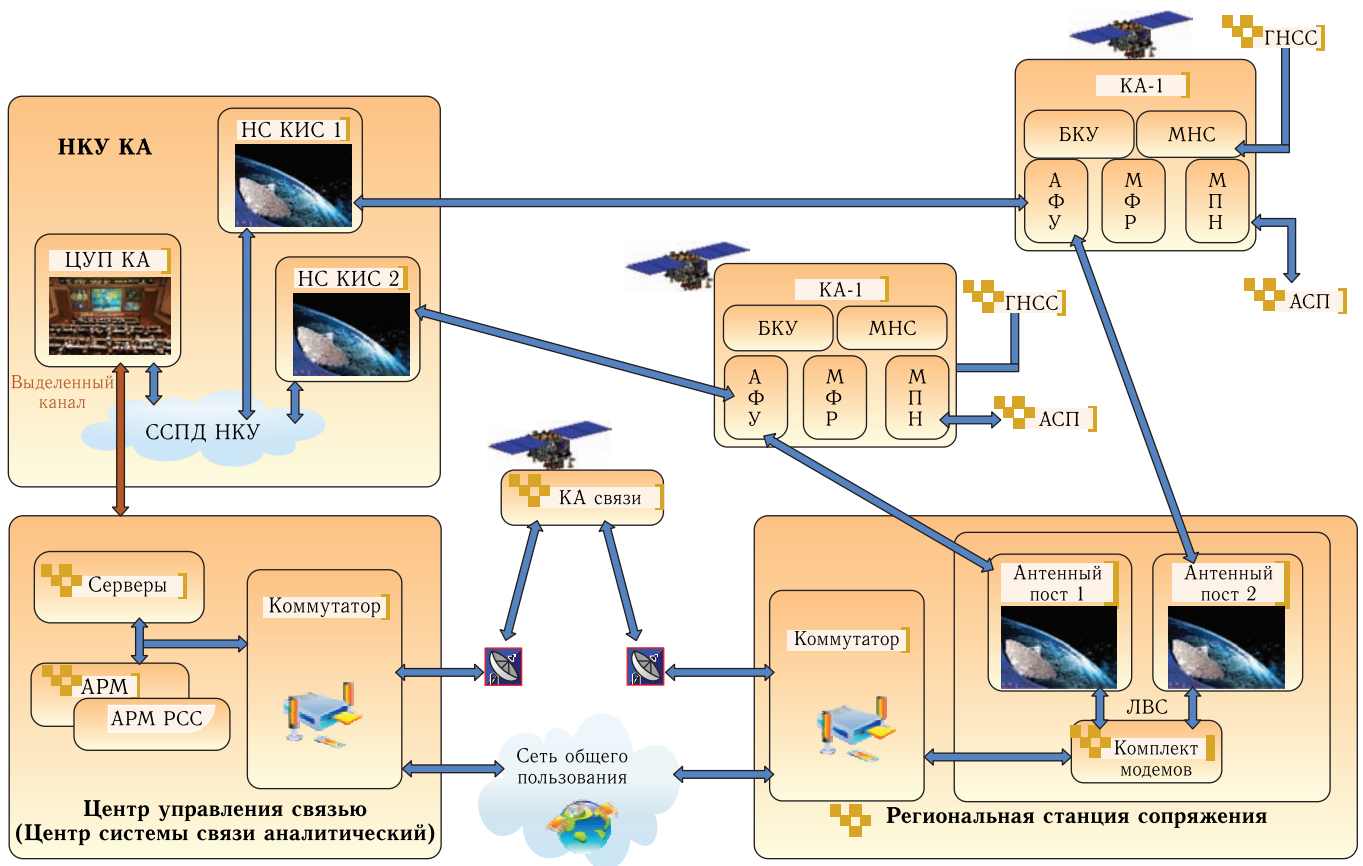 НКУ КА
НС КИС 1
ЦУП КА
НС КИС 2
Выделенный
канал
ССПД НКУ
ГНСС
КА-1
БКУ
МНС
А
Ф
У
М
Ф
Р
М
П
Н
АСП
КА-1
ГНСС
БКУ
МНС
А
Ф
У
М
Ф
Р
М
П
Н
АСП
КА связи
Серверы
Коммутатор
АРМ
АРМ РСС
Центр управления связью
(Центр системы связи аналитический)
Сеть общего
пользования
Коммутатор
Антенный
пост 1
Антенный
пост 2
ЛВС
Комплект
модемов
Региональная станция сопряжения